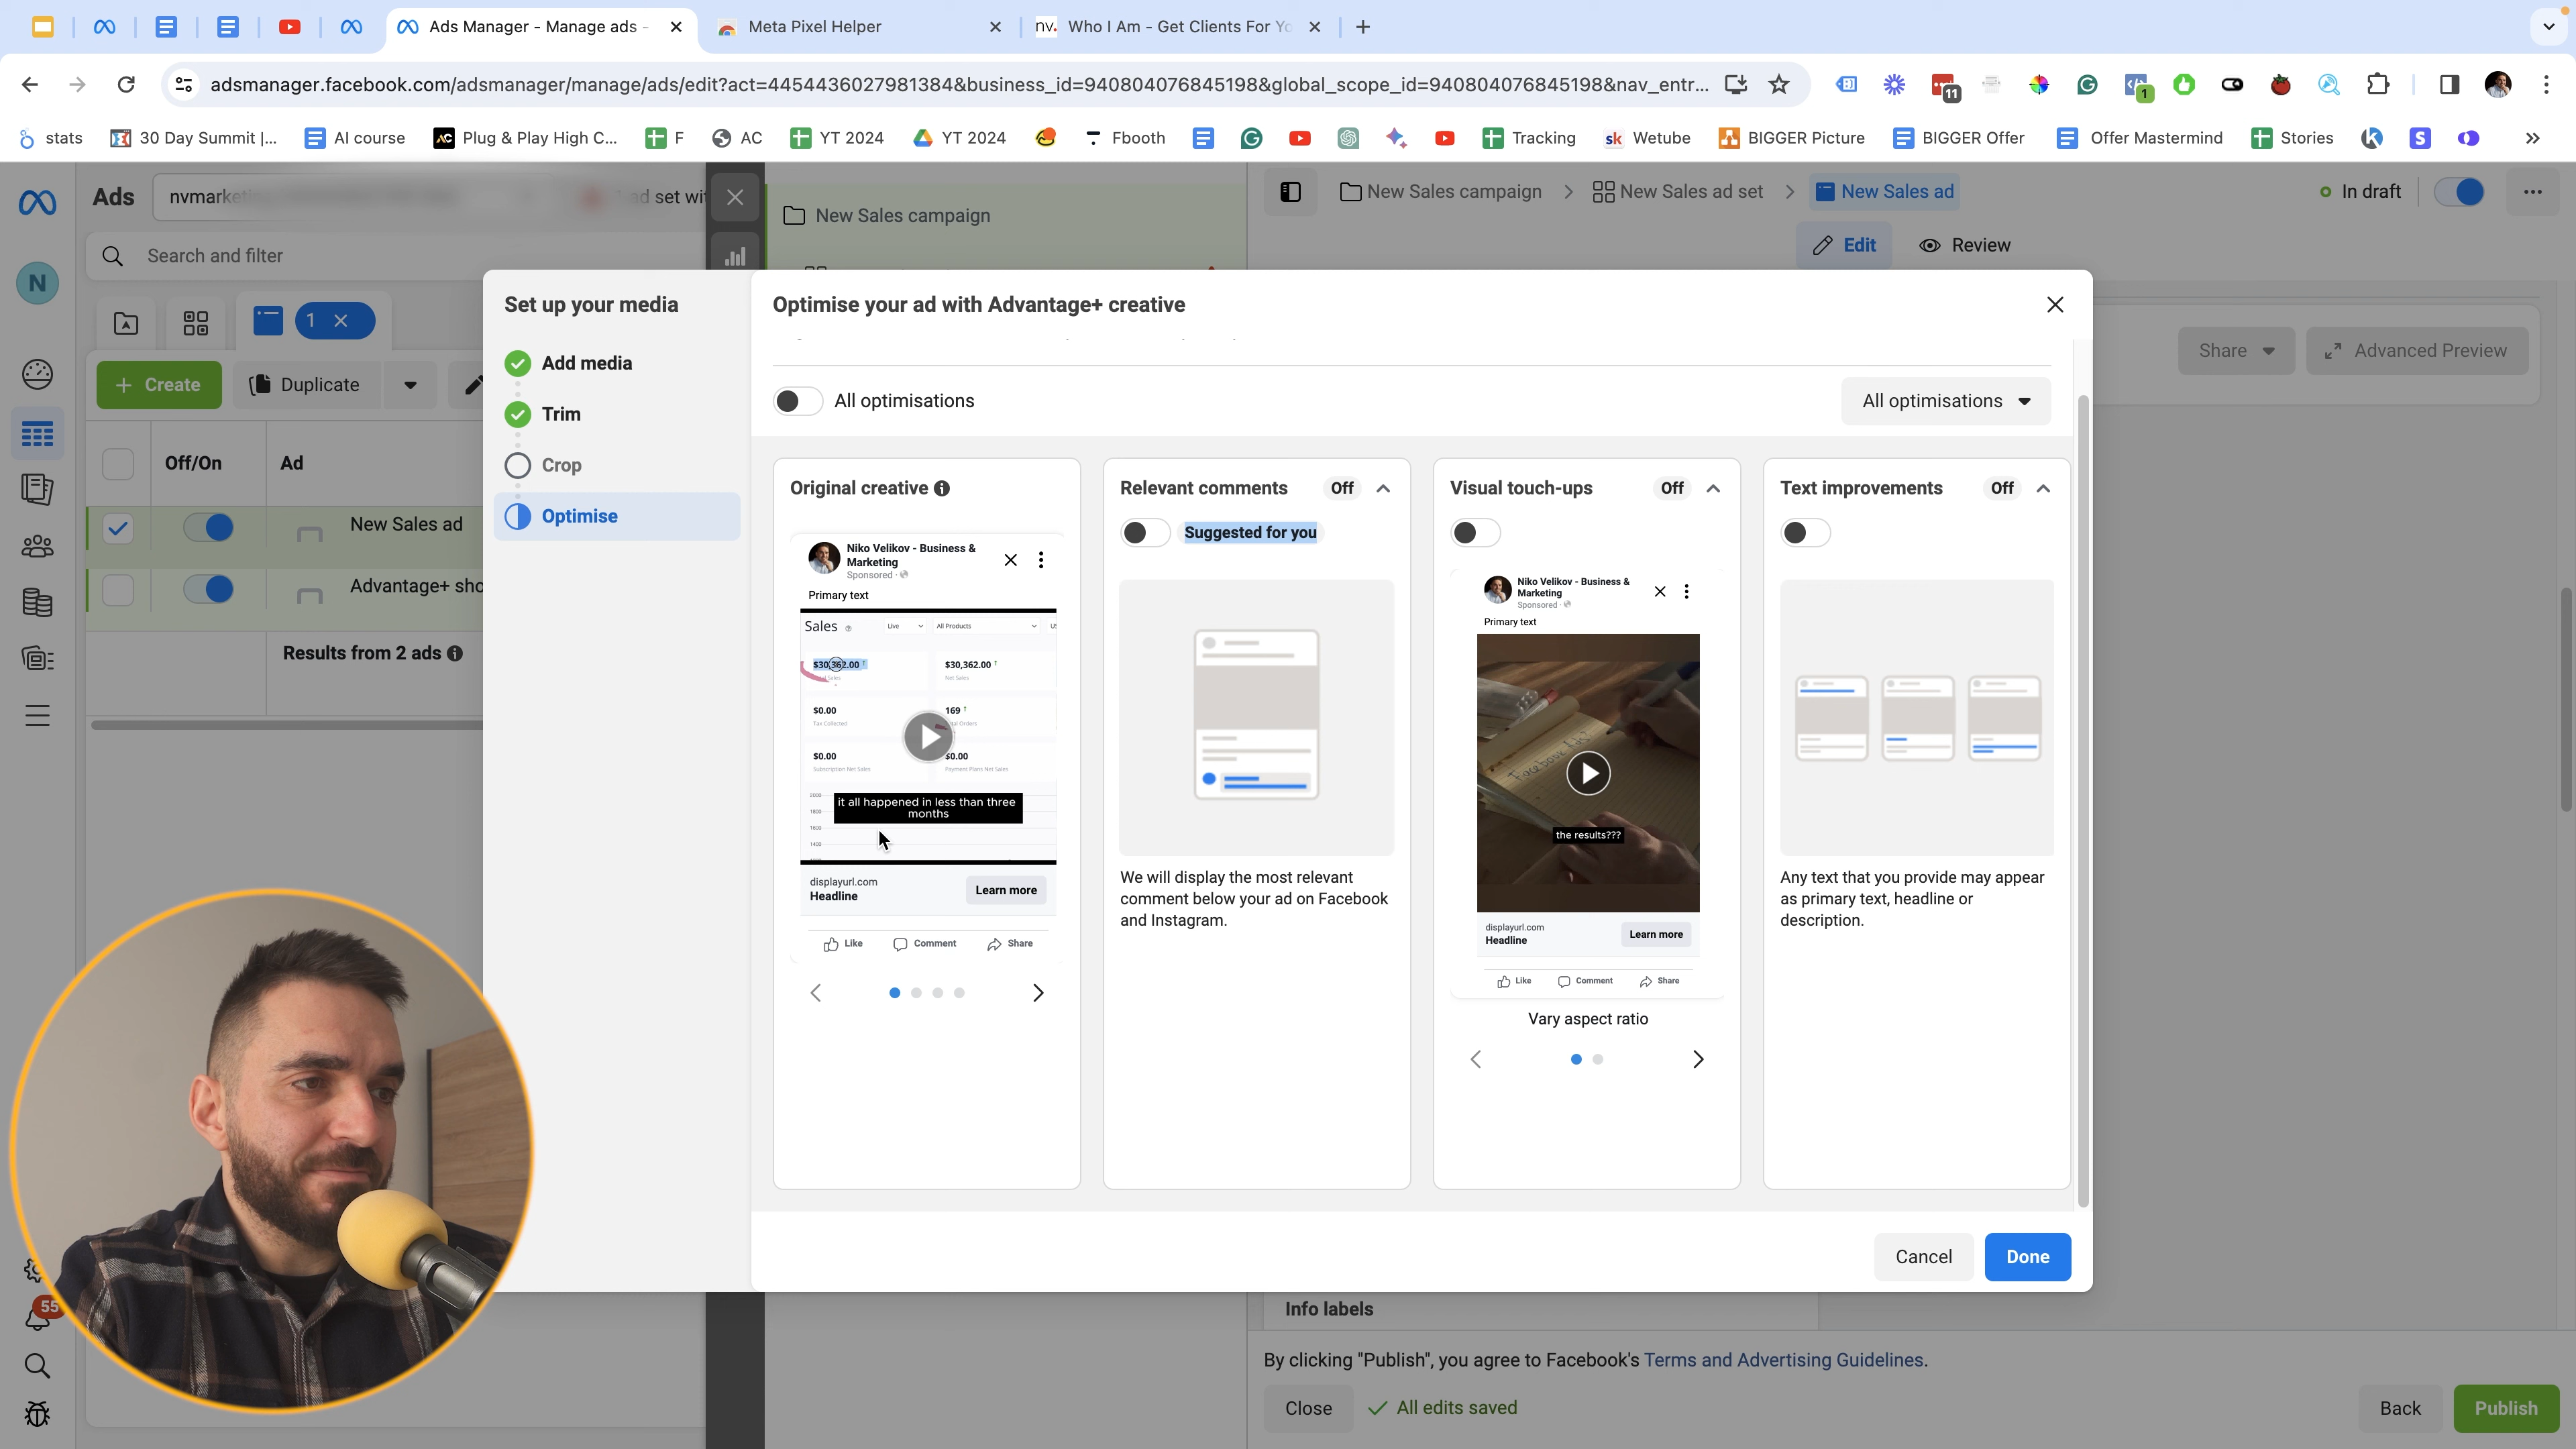 Ads Manager - Manage ads -
Meta Pixel Helper
Who I Am - Get Clients For Yo
adsmanager.facebook.com/adsmanager/manage/ads/edit?act=4454436027981384&business_id=940804076845198&global_scope_id=940804076845198&nav_entr...
11
1
stats
30 Day Summit |...
AI course
Plug & Play High C...
F
AC
YT 2024
YT 2024
Fbooth
Tracking
Wetube
BIGGER Picture
BIGGER Offer
Offer Mastermind
Stories
Ads
nvmarke
ad set wit
New Sales campaign
New Sales campaign
New Sales ad set
New Sales ad
In draft
Edit
Review
Search and filter
N
1
Create
Duplicate
Share
Advanced Preview
Off/On
Ad
New Sales ad
Advantage+ sho
Results from 2 ads
55
Set up your media
Add media
Trim
Crop
Optimise
Optimise your ad with Advantage+ creative
All optimisations
All optimisations
Original creative
Niko Velikov - Business &
Marketing
Sponsored
Primary text
Sales
Live
All Products
$30,362.00
$30,362.00
Net Sales
$0.00
Tax Collected
169
$0.00
Subscription Net Sales
$0.00
Payment Plans Net Sales
2000
1800
1600
1400
it all happened in less than three
months
displayurl.com
Headline
Learn more
Like
Comment
Share
Relevant comments
Off
Suggested for you
We will display the most relevant
comment below your ad on Facebook
and Instagram.
Visual touch-ups
Off
Niko Velikov - Business &
Marketing
Sponsored
Primary text
Facebook Ads?
the results???
displayurl.com
Headline
Learn more
Like
Comment
Share
Vary aspect ratio
Text improvements
Off
Any text that you provide may appear
as primary text, headline or
description.
Cancel
Done
Info labels
By clicking "Publish", you agree to Facebook's Terms and Advertising Guidelines.
Close
All edits saved
Back
Publish